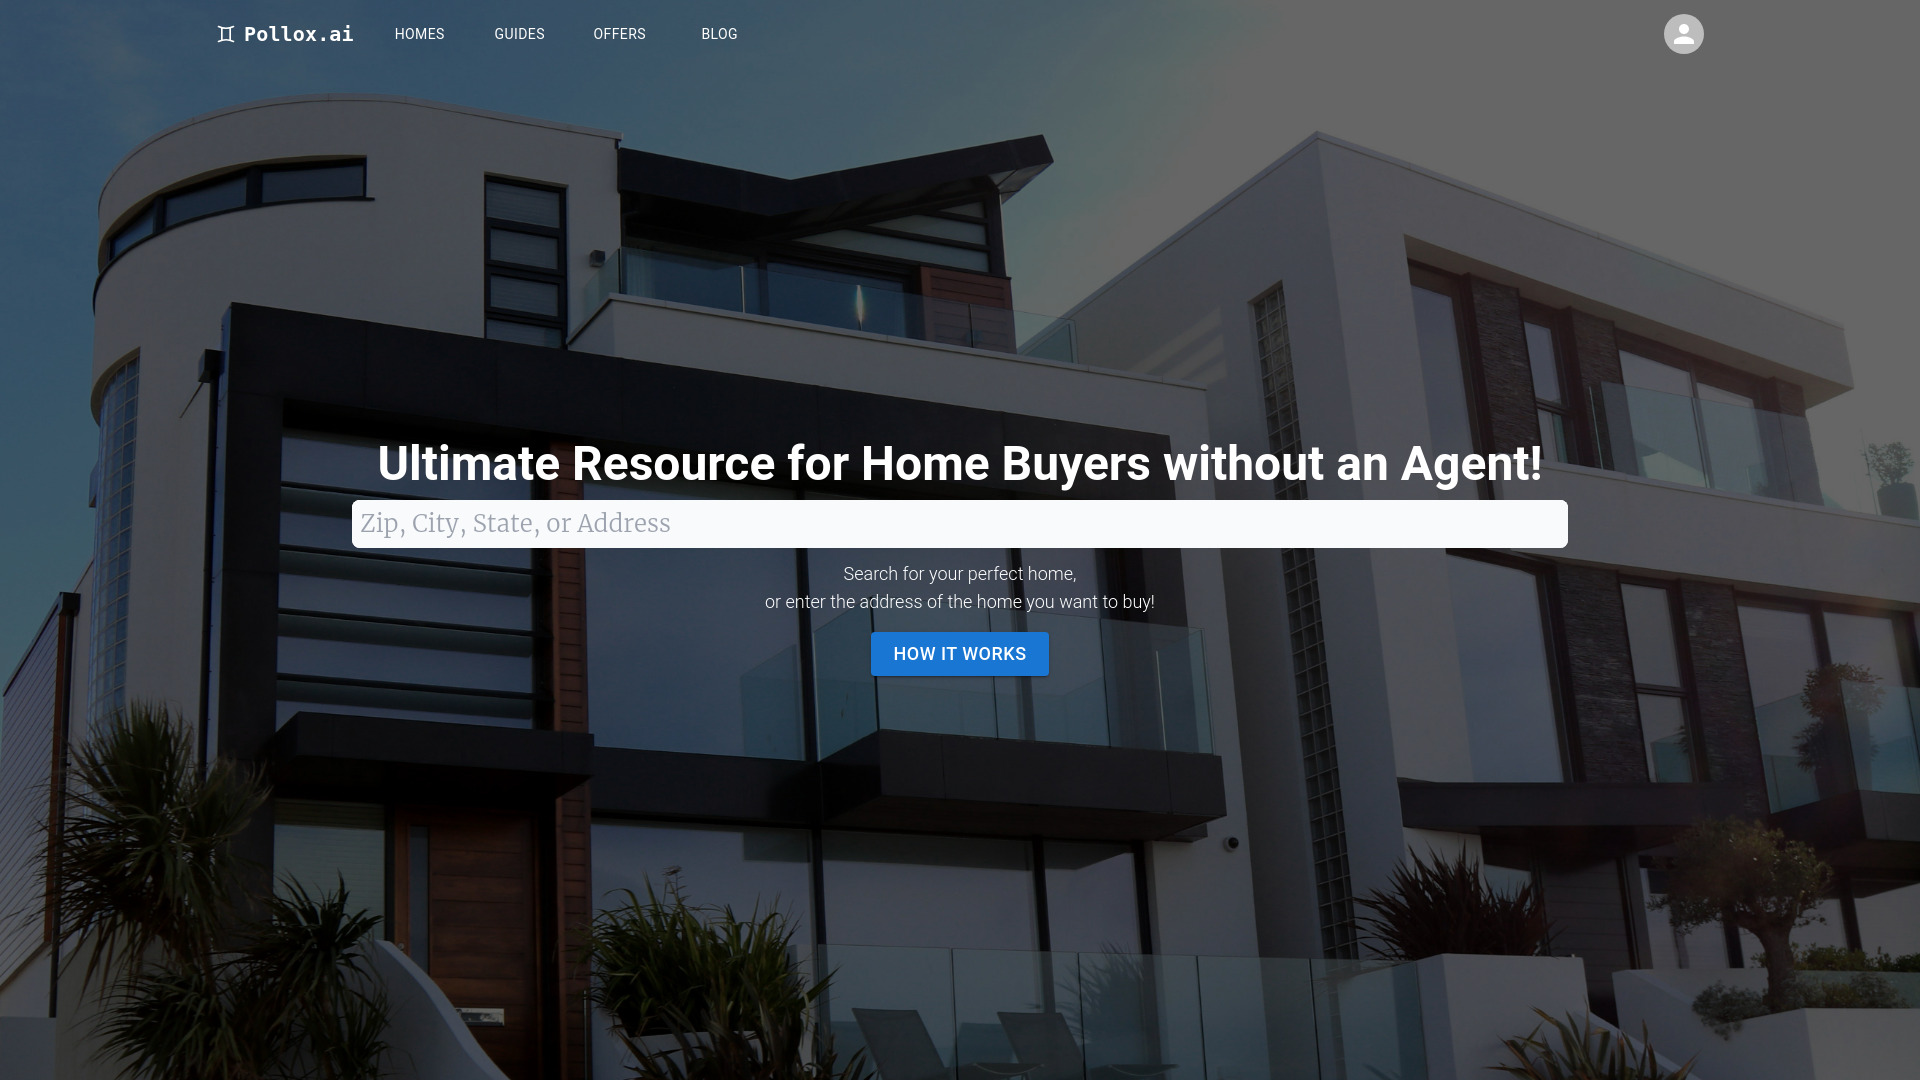 Pollox.ai
HOMES
GUIDES
OFFERS
BLOG
Ultimate Resource for Home Buyers without an Agent!
Zip, City, State, or Address
Search for your perfect home,
or enter the address of the home you want to buy!
HOW IT WORKS